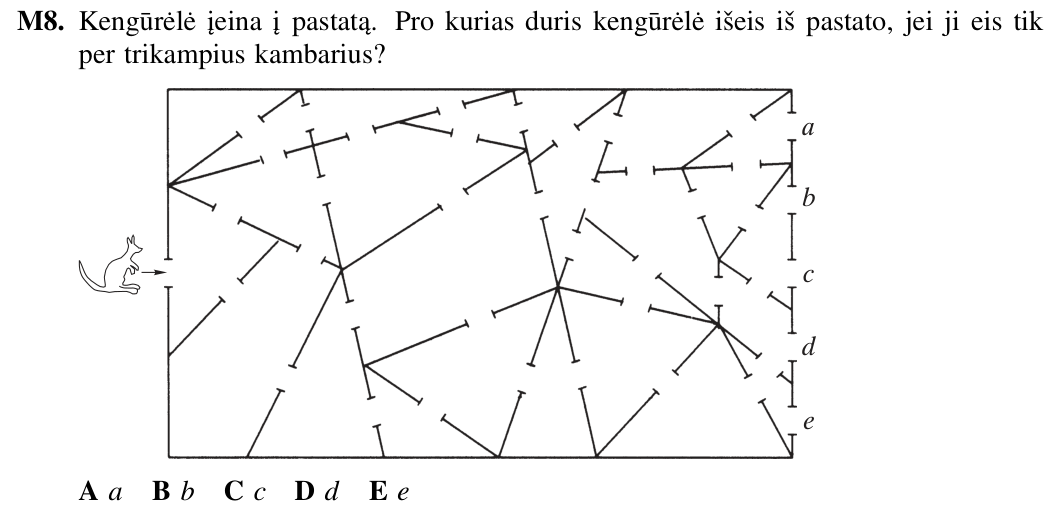 M8. Kengūrėlė įeina į pastatą. Pro kurias duris kengūrėlė išeis iš pastato, jei ji eis tik
per trikampius kambarius?
a
b
c
d
e
A a B b C c D d E e